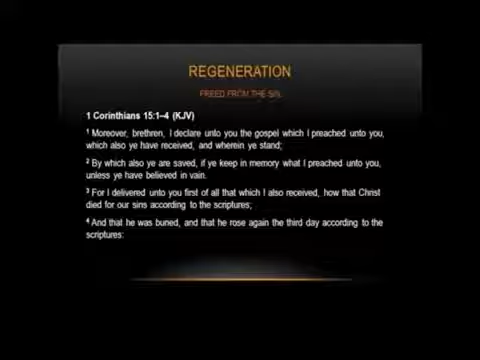 REGENERATION
FREED FROM THE SIN
1 Corinthians 15:1–4 (KJV)
1 Moreover, brethren, I declare unto you the gospel which I preached unto you,
which also ye have received, and wherein ye stand;
2 By which also ye are saved, if ye keep in memory what I preached unto you,
unless ye have believed in vain.
3 For I delivered unto you first of all that which I also received, how that Christ
died for our sins according to the scriptures;
4 And that he was buried, and that he rose again the third day according to the
scriptures: